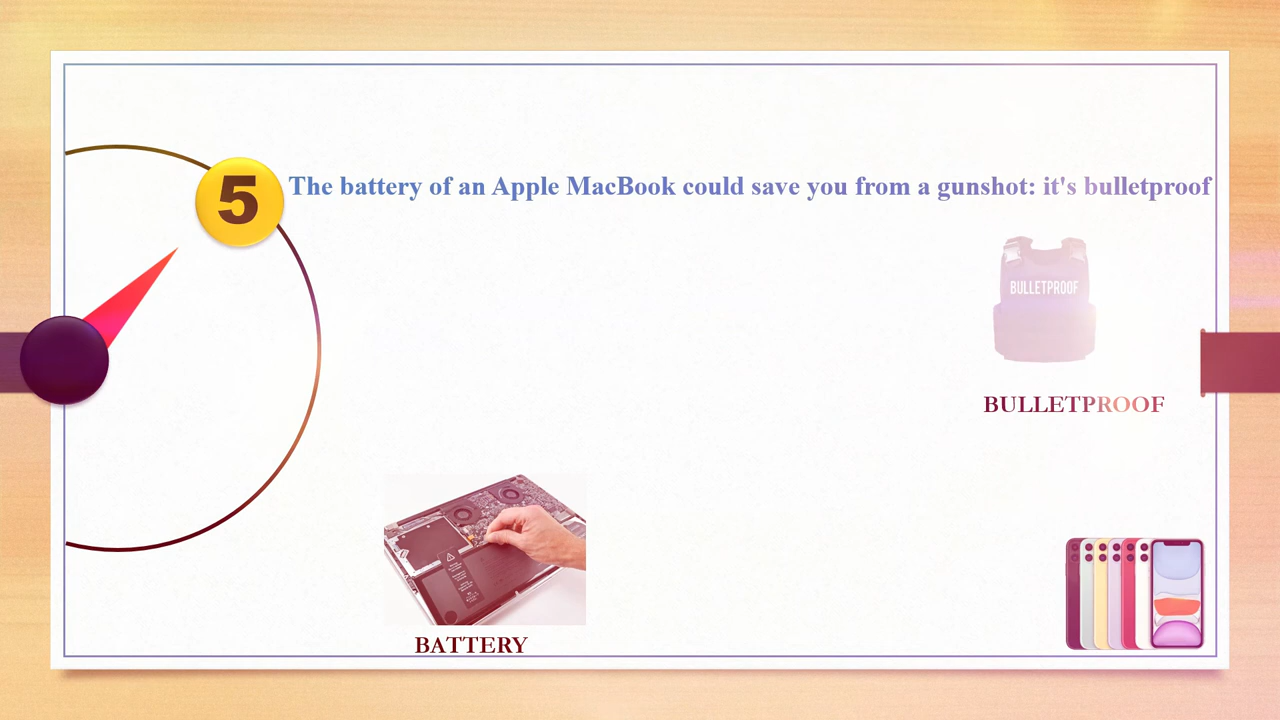 5
The battery of an Apple MacBook could save you from a gunshot: it's bulletproof
BULLETPROOF
BULLETPROOF
BATTERY